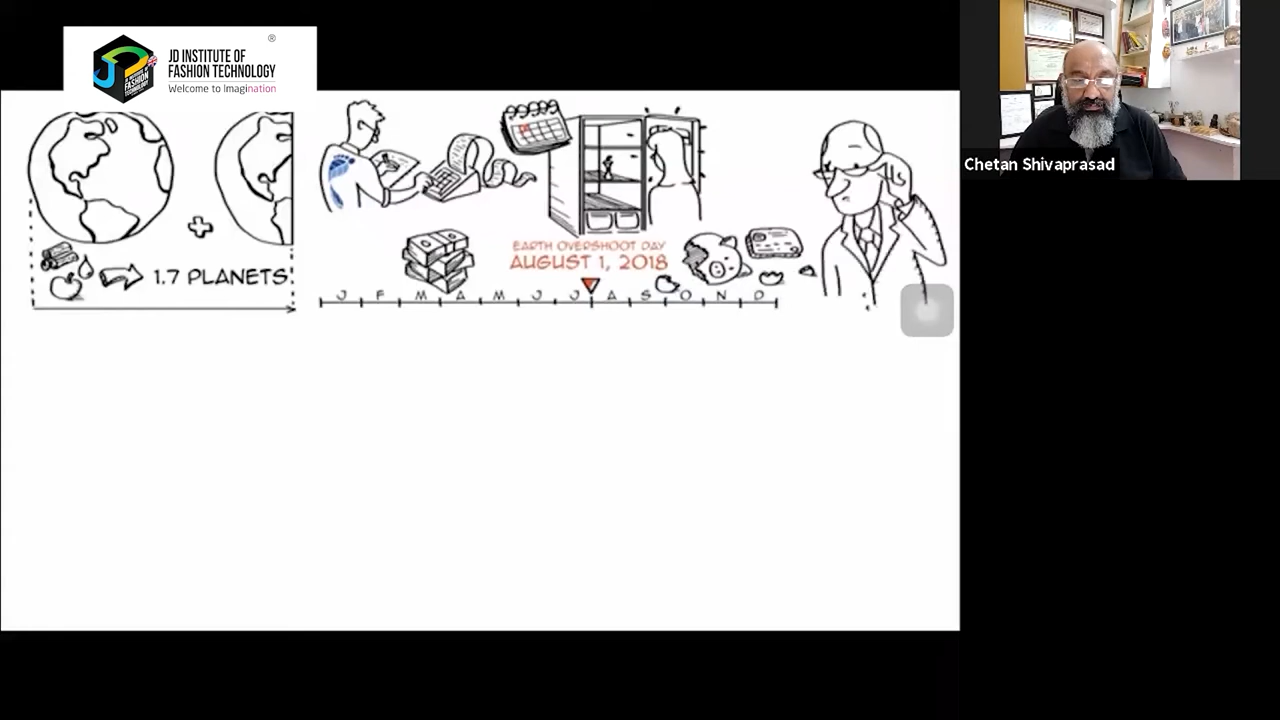 ®
JD INSTITUTE OF
FASHION TECHNOLOGY
Welcome to Imagination
Chetan Shivaprasad
1.7 PLANETS
EARTH OVERSHOOT DAY
AUGUST 1, 2018
J F M A M J J A S O N D